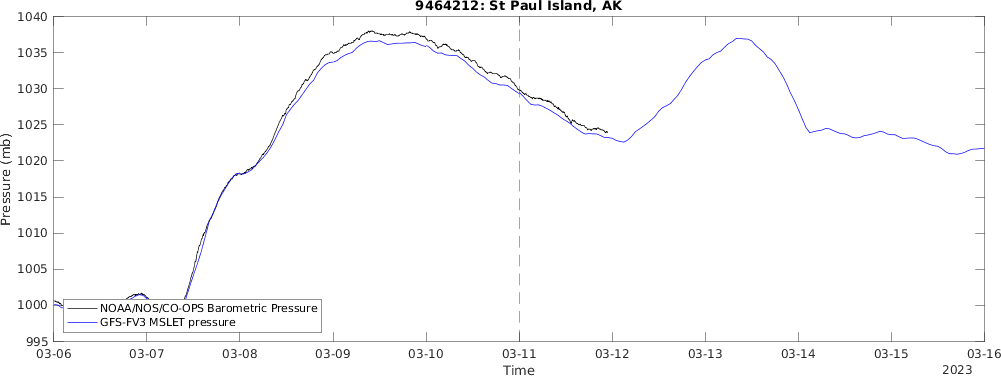 9464212: St Paul Island, AK
Pressure (mb)
1040
1035
1030
1025
1020
1015
1010
1005
1000
995
NOAA/NOS/CO-OPS Barometric Pressure
GFS-FV3 MSLET pressure
03-06 03-07 03-08 03-09 03-10 03-11 03-12 03-13 03-14 03-15 03-16
Time
2023